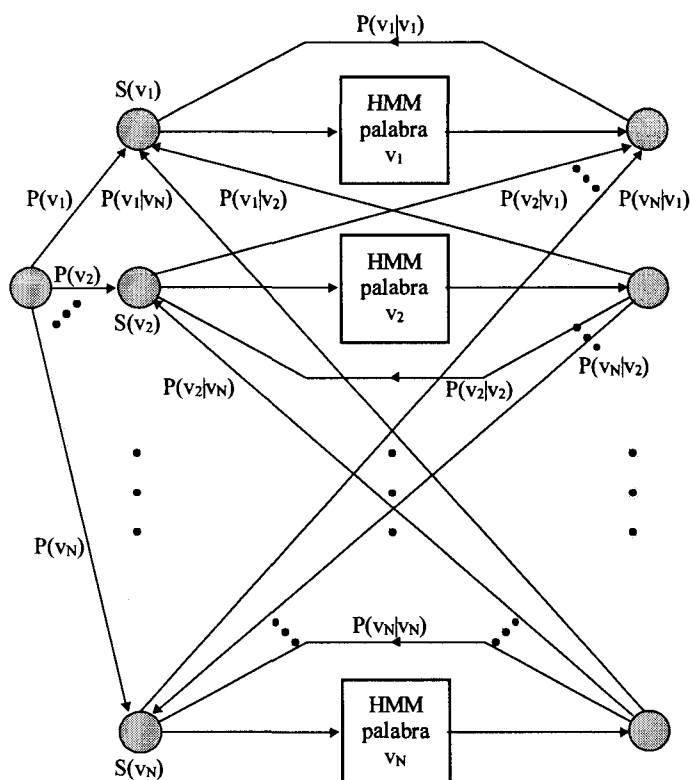 P(v1|v1)
S(v1)
HMM
palabra
v1
P(v1)
P(v1|vN)
P(v1|v2)
P(v2|v1)
P(vN|v1)
P(v2)
HMM
palabra
v2
S(v2)
P(v2|vN)
P(v2|v2)
P(vN|v2)
P(vN)
P(vN|vN)
HMM
palabra
vN
S(vN)